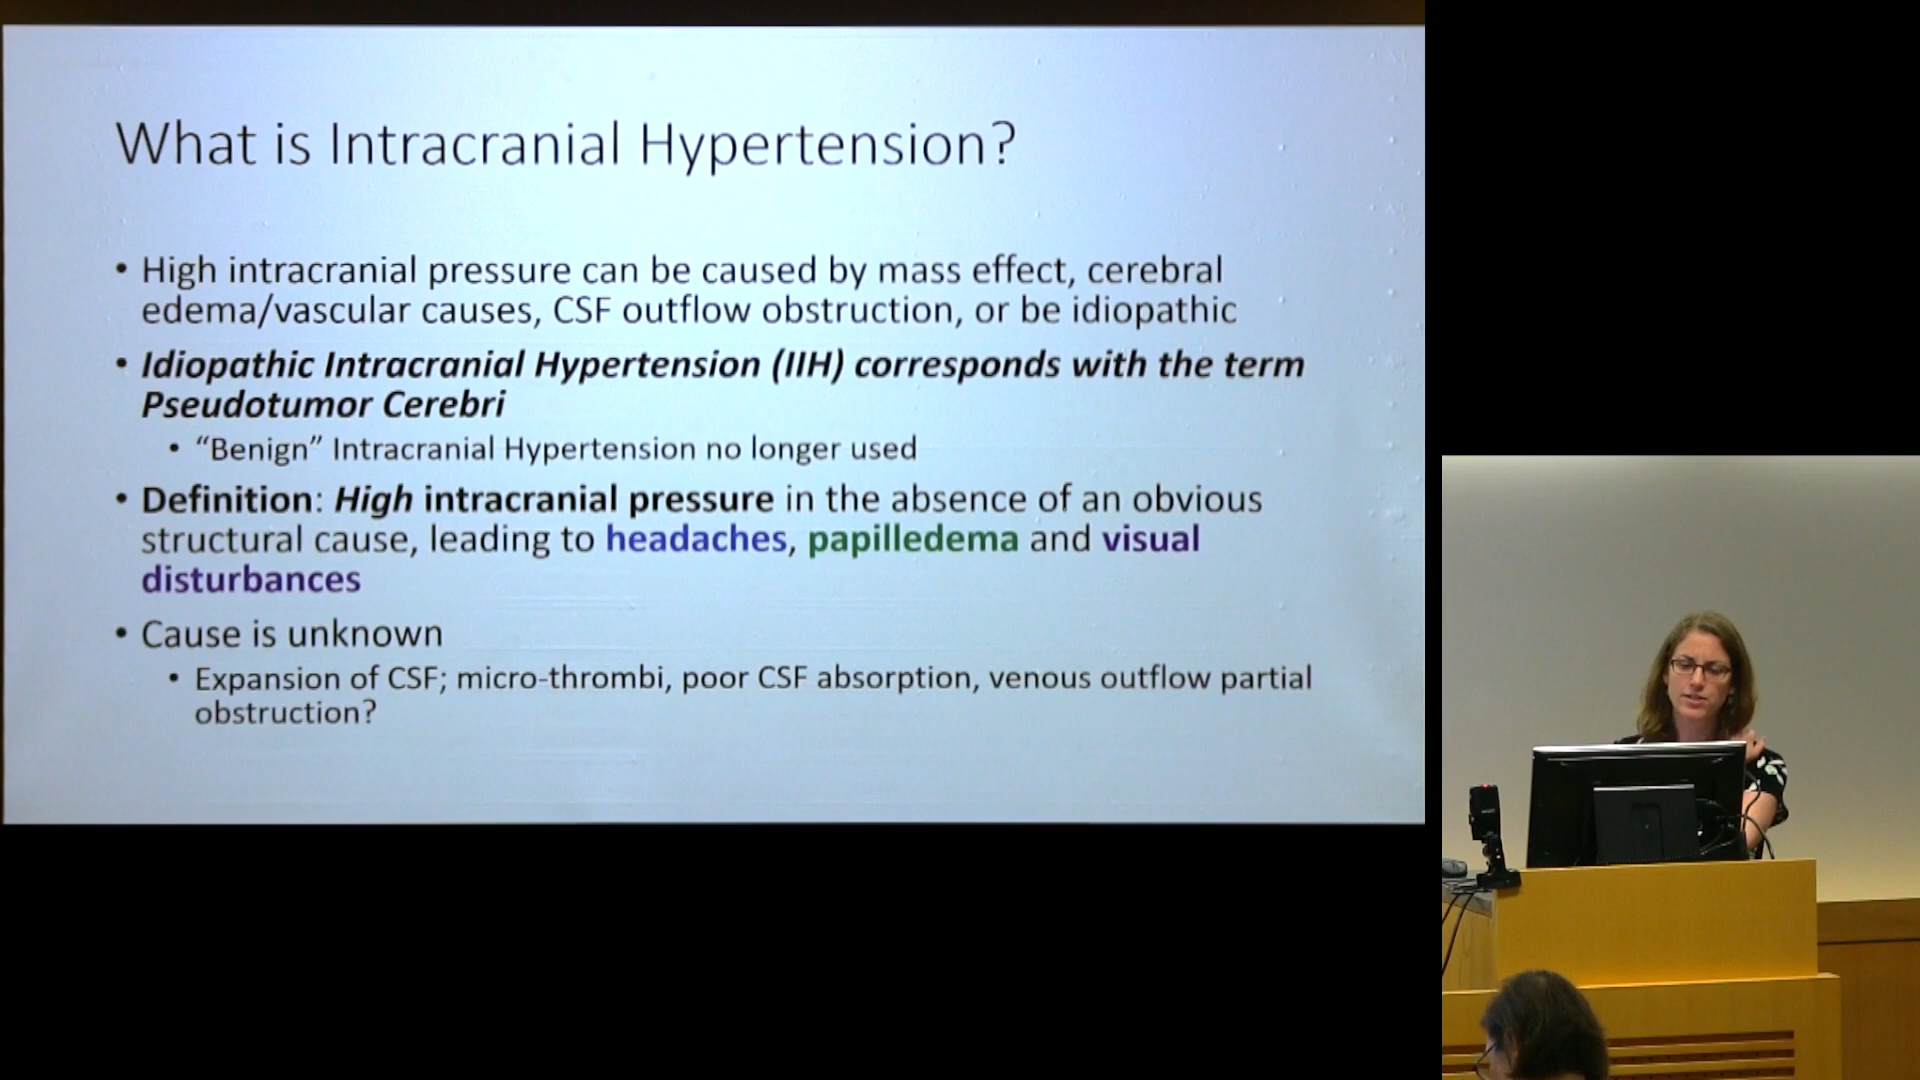 What is Intracranial Hypertension?
• High intracranial pressure can be caused by mass effect, cerebral
edema/vascular causes, CSF outflow obstruction, or be idiopathic
• Idiopathic Intracranial Hypertension (IIH) corresponds with the term
Pseudotumor Cerebri
• “Benign” Intracranial Hypertension no longer used
• Definition: High intracranial pressure in the absence of an obvious
structural cause, leading to headaches, papilledema and visual
disturbances
• Cause is unknown
• Expansion of CSF; micro-thrombi, poor CSF absorption, venous outflow partial
obstruction?